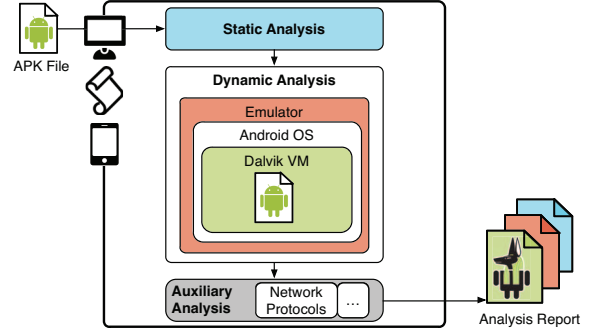 Static Analysis
APK File
Dynamic Analysis
Emulator
Android OS
Dalvik VM
Auxiliary
Analysis
Network
Protocols
...
Analysis Report